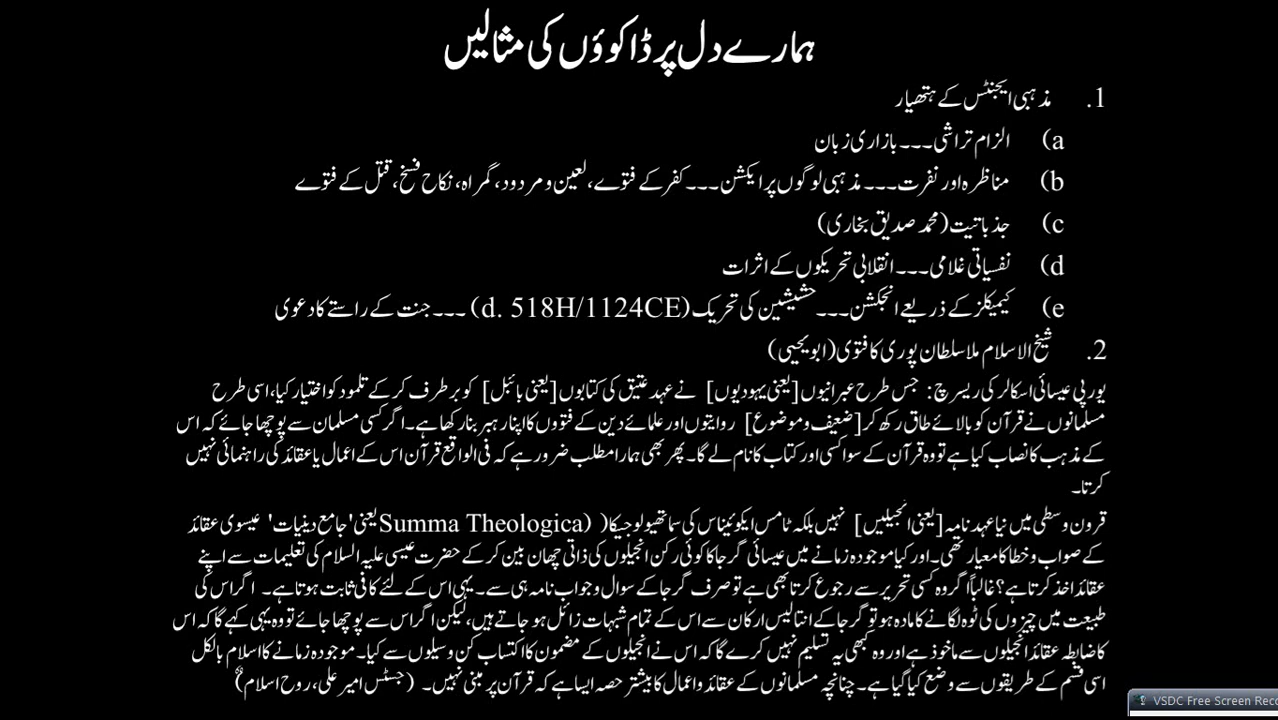 ہمارے دل پر ڈاکوؤں کی مثالیں
1. مذہبی ایجنٹس کے ہتھیار
a) الزام تراشی۔۔۔ بازاری زبان
b) مناظرہ اور نفرت۔۔۔ مذہبی لوگوں پر ایکشن۔۔۔ کفر کے فتوے، لعین و مردود، گمراہ، نکاح فسخ، قتل کے فتوے
c) جذباتیت (محمد صدیق بخاری)
d) نفسیاتی غلامی۔۔۔ انقلابی تحریکوں کے اثرات
e) کیمیکلز کے ذریعے انجکشن۔۔۔ حشیشین کی تحریک (d. 518H/1124CE) ۔۔۔ جنت کے راستے کا دعوی
2. شیخ الاسلام ملا سلطان پوری کا فتوی (ابویحیی)
یورپی عیسائی اسکالر کی ریسرچ: جس طرح عبرانیوں [یعنی یہودیوں] نے عہد عتیق کی کتابوں [یعنی بائبل] کو برطرف کر کے تلمود کو اختیار کیا، اسی طرح
مسلمانوں نے قرآن کو بالائے طاق رکھ کر [ضعیف و موضوع] روایتوں اور علمائے دین کے فتووں کا اپنا رہبر بنا رکھا ہے۔ اگر کسی مسلمان سے پوچھا جائے کہ اس
کے مذہب کا نصاب کیا ہے تو وہ قرآن کے سوا کسی اور کتاب کا نام لے گا۔ پھر بھی ہمارا مطلب ضرور ہے کہ فی الواقع قرآن اس کے اعمال یا عقائد کی راہنمائی نہیں
کرتا۔
قرون وسطی میں نیا عہد نامہ [یعنی انجیلیں] نہیں بلکہ ٹامس ایکوئیناس کی سماتھیولوجیکا ( (Summa Theologica یعنی 'جامع دینیات' عیسوی عقائد
کے صواب و خطا کا معیار تھی۔ اور کیا موجودہ زمانے میں عیسائی گرجا کا کوئی رکن انجیلوں کی ذاتی چھان بین کر کے حضرت عیسی علیہ السلام کی تعلیمات سے اپنے
عقائد اخذ کرتا ہے؟ غالباً اگر وہ کسی تحریر سے رجوع کرتا بھی ہے تو صرف گرجا کے سوال و جواب نامہ ہی سے۔ یہی اس کے لئے کافی ثابت ہوتا ہے۔ اگر اس کی
طبیعت میں چیزوں کی ٹوہ لگانے کا مادہ ہو تو گرجا کے انتالیس ارکان سے اس کے تمام شبہات زائل ہو جاتے ہیں، لیکن اگر اس سے پوچھا جائے تو وہ یہی کہے گا کہ اس
کا ضابطہ عقائد انجیلوں سے ماخوذ ہے اور وہ کبھی یہ تسلیم نہیں کرے گا کہ اس نے انجیلوں کے مضمون کا اکتساب کن وسیلوں سے کیا۔ موجودہ زمانے کا اسلام بالکل
اسی قسم کے طریقوں سے وضع کیا گیا ہے۔ چنانچہ مسلمانوں کے عقائد و اعمال کا بیشتر حصہ ایسا ہے کہ قرآن پر مبنی نہیں۔ (جسٹس امیر علی، روح اسلام)
VSDC Free Screen Rec